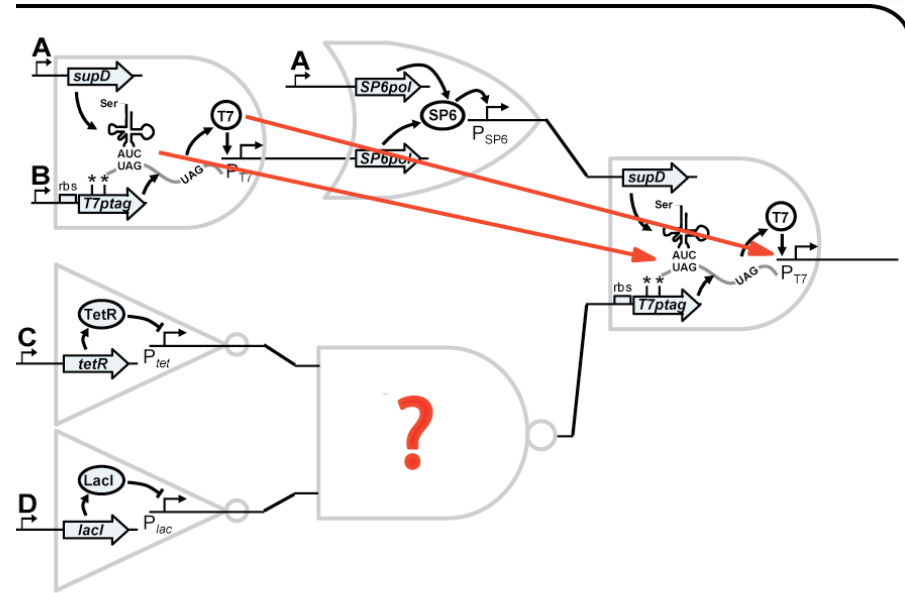 A
supD
Ser
AUC
UAG
B
rbs
* *
T7ptag
UAG
T7
PT7
A
SP6pol
SP6
SP6pol
PSP6
supD
Ser
AUC
UAG
rbs
* *
T7ptag
UAG
T7
PT7
C
TetR
tetR
Ptet
D
LacI
lacI
Plac
?